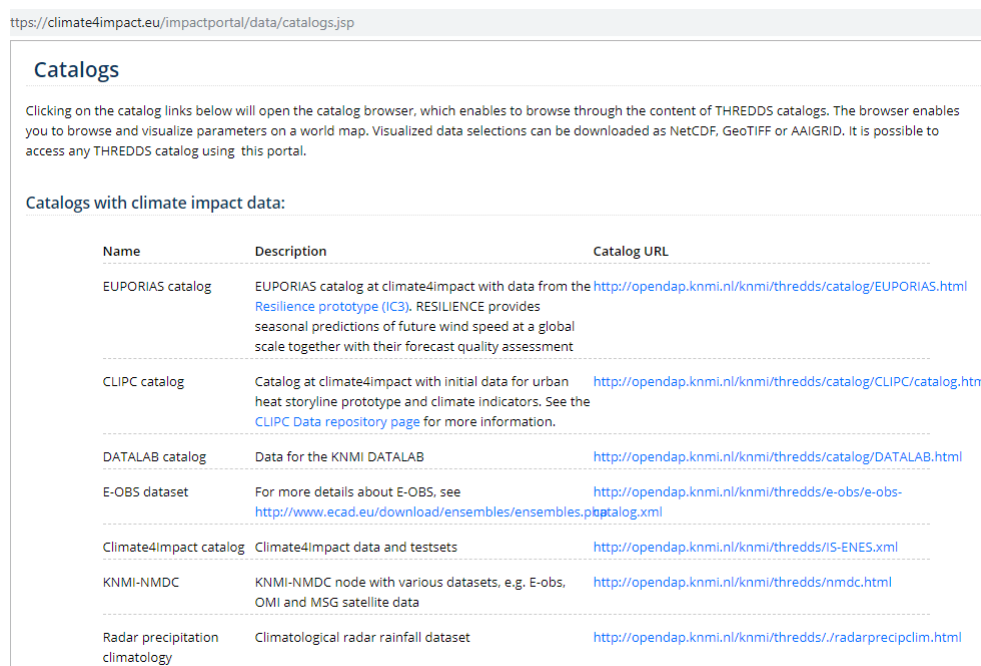 ttps://climate4impact.eu/impactportal/data/catalogs.jsp
Catalogs
Clicking on the catalog links below will open the catalog browser, which enables to browse through the content of THREDDS catalogs. The browser enables
you to browse and visualize parameters on a world map. Visualized data selections can be downloaded as NetCDF, GeoTIFF or AAIGRID. It is possible to
access any THREDDS catalog using this portal.
Catalogs with climate impact data:
Name Description Catalog URL
EUPORIAS catalog EUPORIAS catalog at climate4impact with data from the http://opendap.knmi.nl/knmi/thredds/catalog/EUPORIAS.html
Resilience prototype (IC3). RESILIENCE provides
seasonal predictions of future wind speed at a global
scale together with their forecast quality assessment
CLIPC catalog Catalog at climate4impact with initial data for urban http://opendap.knmi.nl/knmi/thredds/catalog/CLIPC/catalog.htm
heat storyline prototype and climate indicators. See the
CLIPC Data repository page for more information.
DATALAB catalog Data for the KNMI DATALAB http://opendap.knmi.nl/knmi/thredds/catalog/DATALAB.html
E-OBS dataset For more details about E-OBS, see http://opendap.knmi.nl/knmi/thredds/e-obs/e-obs-
http://www.ecad.eu/download/ensembles/ensembles.php catalog.xml
Climate4Impact catalog Climate4Impact data and testsets http://opendap.knmi.nl/knmi/thredds/IS-ENES.xml
KNMI-NMDC KNMI-NMDC node with various datasets, e.g. E-obs, http://opendap.knmi.nl/knmi/thredds/nmdc.html
OMI and MSG satellite data
Radar precipitation Climatological radar rainfall dataset http://opendap.knmi.nl/knmi/thredds/./radarprecipclim.html
climatology